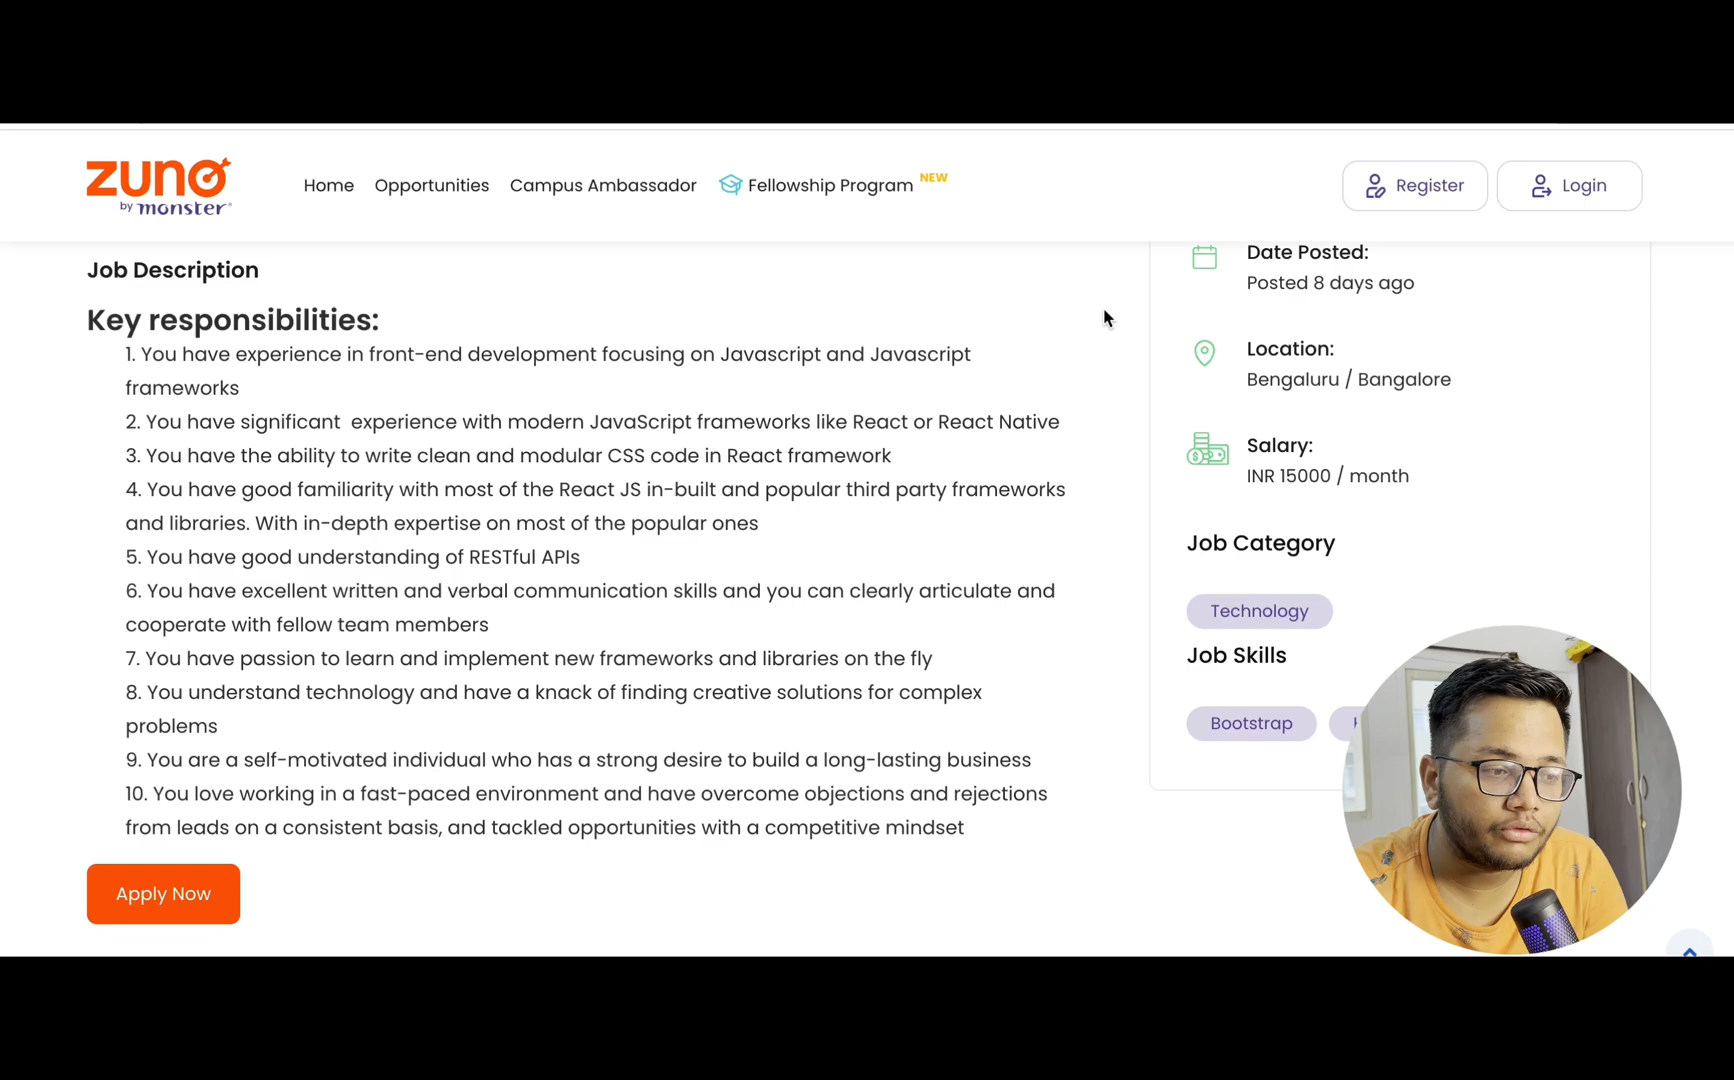 zuno
by monster
Home
Opportunities
Campus Ambassador
Fellowship Program
NEW
Register
Login
Job Description
Key responsibilities:
1. You have experience in front-end development focusing on Javascript and Javascript
frameworks
2. You have significant  experience with modern JavaScript frameworks like React or React Native
3. You have the ability to write clean and modular CSS code in React framework
4. You have good familiarity with most of the React JS in-built and popular third party frameworks
and libraries. With in-depth expertise on most of the popular ones
5. You have good understanding of RESTful APIs
6. You have excellent written and verbal communication skills and you can clearly articulate and
cooperate with fellow team members
7. You have passion to learn and implement new frameworks and libraries on the fly
8. You understand technology and have a knack of finding creative solutions for complex
problems
9. You are a self-motivated individual who has a strong desire to build a long-lasting business
10. You love working in a fast-paced environment and have overcome objections and rejections
from leads on a consistent basis, and tackled opportunities with a competitive mindset
Apply Now
Date Posted:
Posted 8 days ago
Location:
Bengaluru / Bangalore
Salary:
INR 15000 / month
Job Category
Technology
Job Skills
Bootstrap